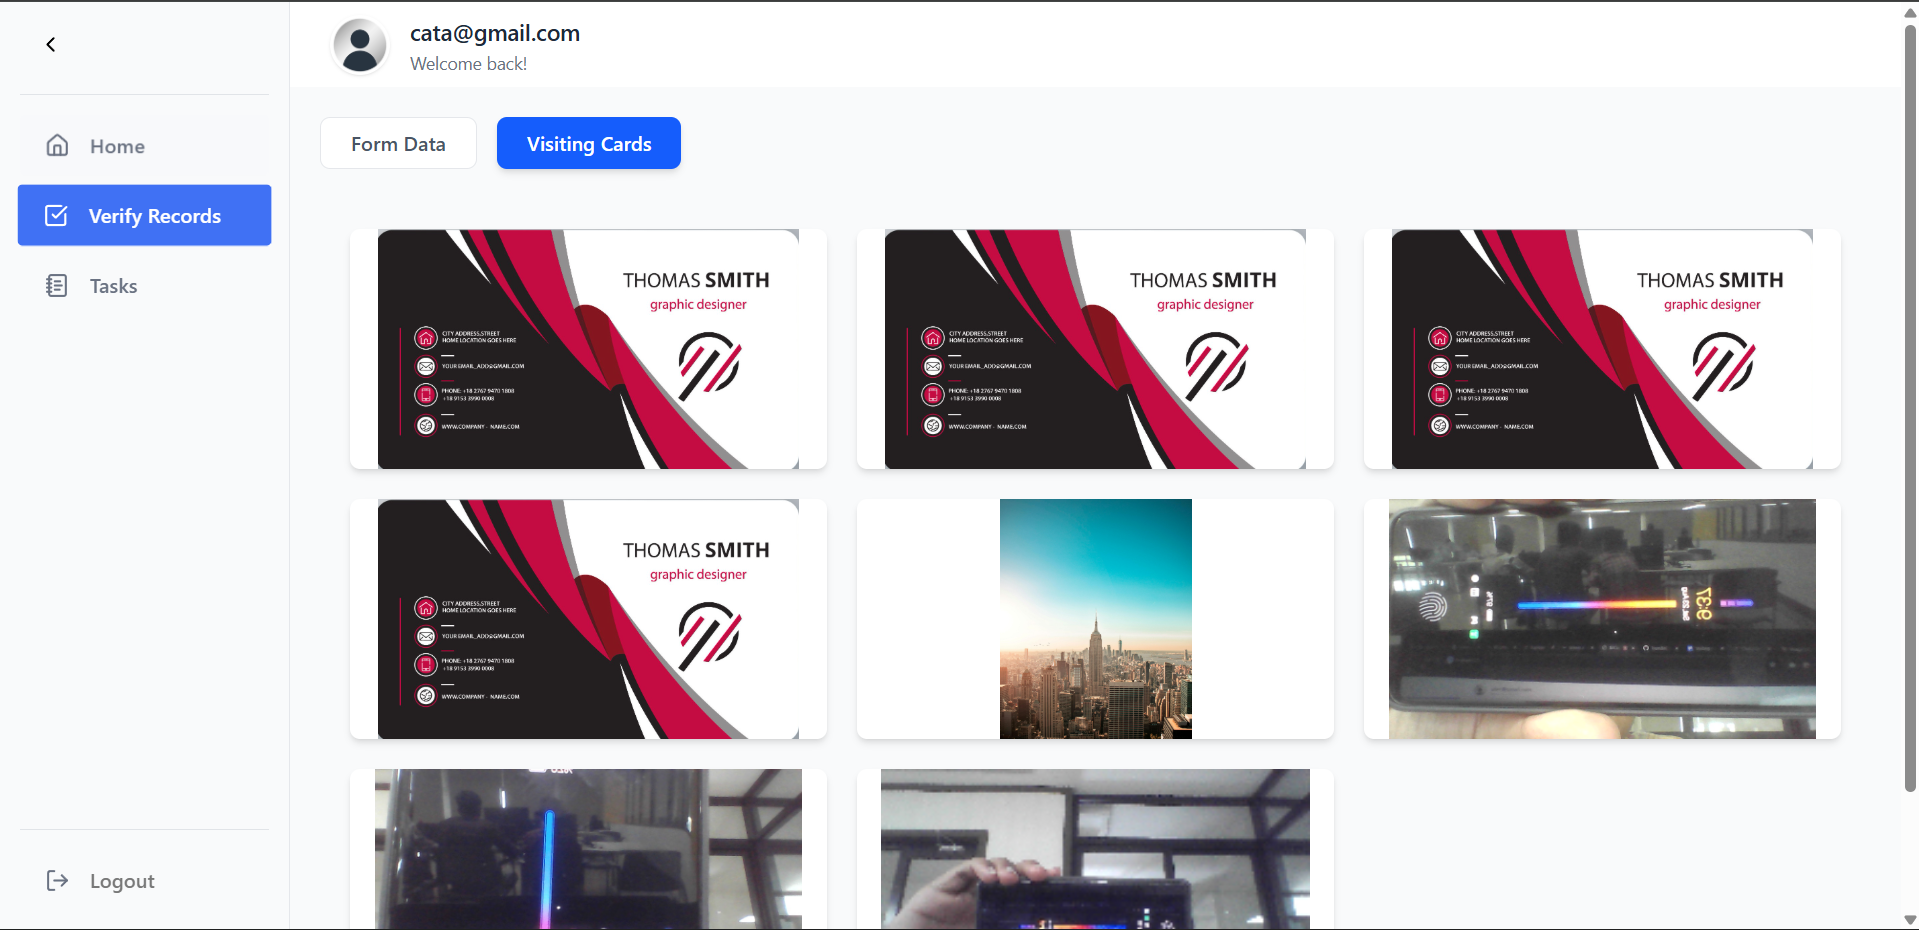 cata@gmail.com
Welcome back!
Home
Verify Records
Tasks
Logout
Form Data
Visiting Cards
THOMAS SMITH
graphic designer
CITY ADDRESS,STREET
HOME LOCATION GOES HERE
YOUR EMAIL_ADD@GMAIL.COM
PHONE: +18 2767 9470 1808
+18 9153 3990 0008
WWW.COMPANY - NAME.COM
THOMAS SMITH
graphic designer
CITY ADDRESS,STREET
HOME LOCATION GOES HERE
YOUR EMAIL_ADD@GMAIL.COM
PHONE: +18 2767 9470 1808
+18 9153 3990 0008
WWW.COMPANY - NAME.COM
THOMAS SMITH
graphic designer
CITY ADDRESS,STREET
HOME LOCATION GOES HERE
YOUR EMAIL_ADD@GMAIL.COM
PHONE: +18 2767 9470 1808
+18 9153 3990 0008
WWW.COMPANY - NAME.COM
THOMAS SMITH
graphic designer
CITY ADDRESS,STREET
HOME LOCATION GOES HERE
YOUR EMAIL_ADD@GMAIL.COM
PHONE: +18 2767 9470 1808
+18 9153 3990 0008
WWW.COMPANY - NAME.COM
9:37